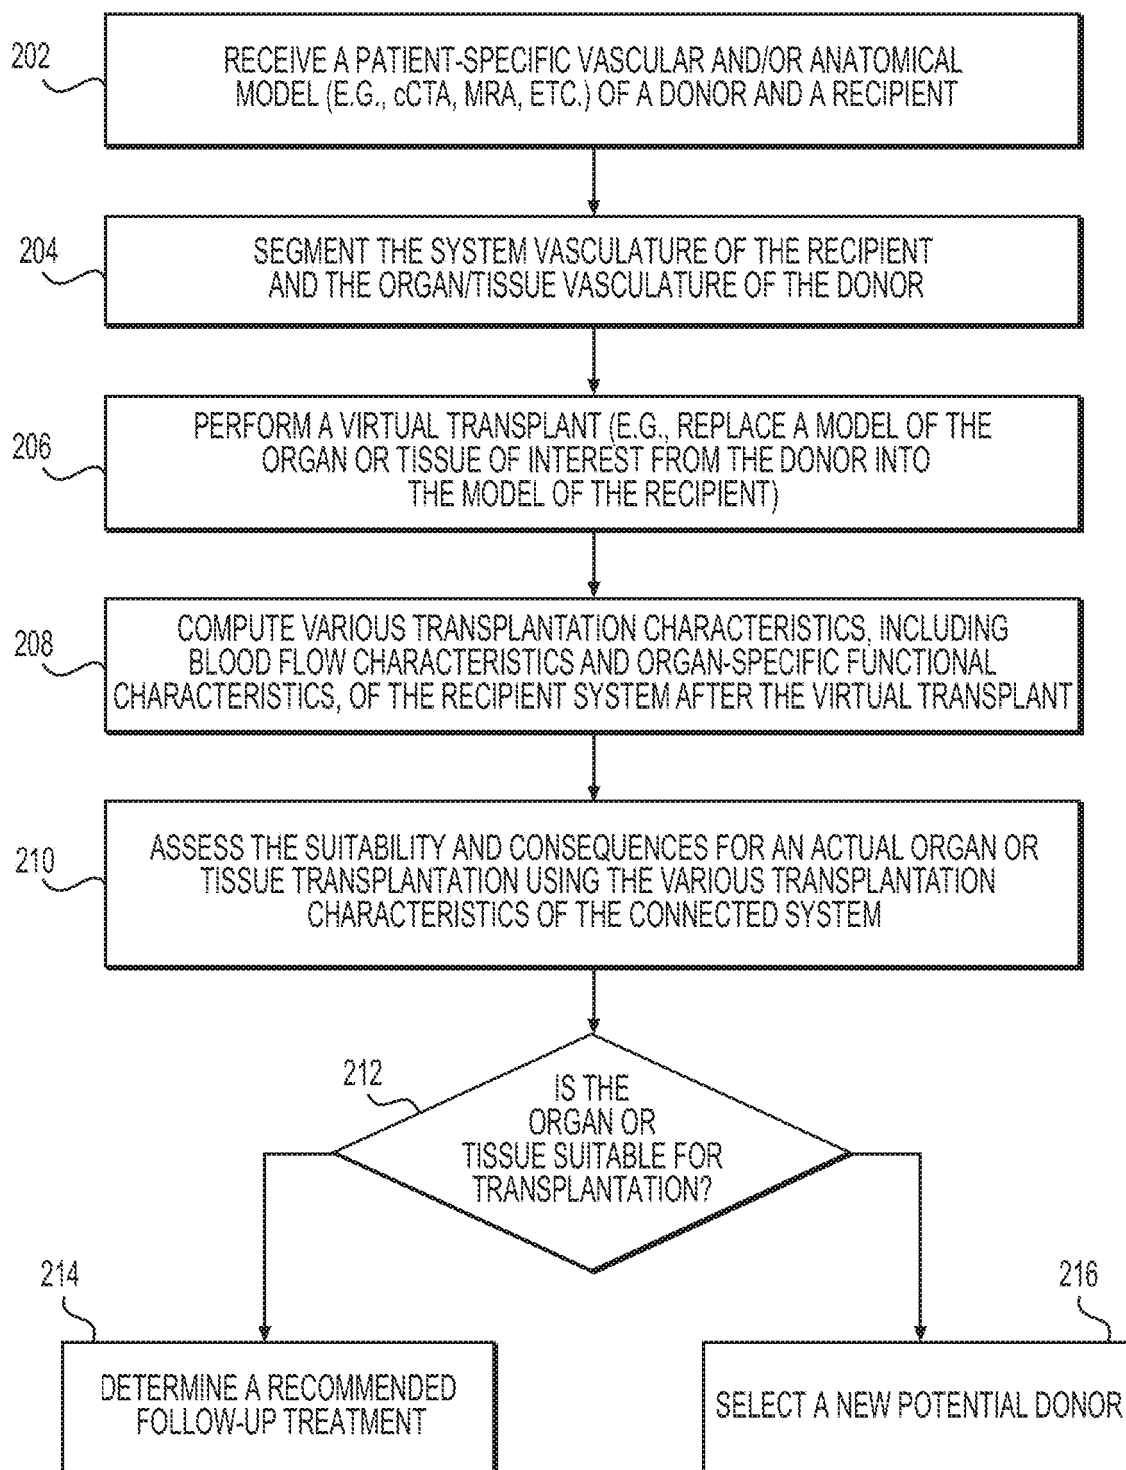 202
RECEIVE A PATIENT-SPECIFIC VASCULAR AND/OR ANATOMICAL
MODEL (E.G., cCTA, MRA, ETC.) OF A DONOR AND A RECIPIENT
204
SEGMENT THE SYSTEM VASCULATURE OF THE RECIPIENT
AND THE ORGAN/TISSUE VASCULATURE OF THE DONOR
206
PERFORM A VIRTUAL TRANSPLANT (E.G., REPLACE A MODEL OF THE
ORGAN OR TISSUE OF INTEREST FROM THE DONOR INTO
THE MODEL OF THE RECIPIENT)
208
COMPUTE VARIOUS TRANSPLANTATION CHARACTERISTICS, INCLUDING
BLOOD FLOW CHARACTERISTICS AND ORGAN-SPECIFIC FUNCTIONAL
CHARACTERISTICS, OF THE RECIPIENT SYSTEM AFTER THE VIRTUAL TRANSPLANT
210
ASSESS THE SUITABILITY AND CONSEQUENCES FOR AN ACTUAL ORGAN OR
TISSUE TRANSPLANTATION USING THE VARIOUS TRANSPLANTATION
CHARACTERISTICS OF THE CONNECTED SYSTEM
212
IS THE
ORGAN OR
TISSUE SUITABLE FOR
TRANSPLANTATION?
214
DETERMINE A RECOMMENDED
FOLLOW-UP TREATMENT
216
SELECT A NEW POTENTIAL DONOR